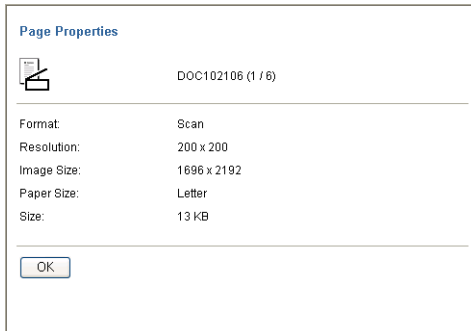 Page Properties
DOC102106 (1 / 6)
Format: Scan
Resolution: 200 x 200
Image Size: 1696 x 2192
Paper Size: Letter
Size: 13 KB
OK